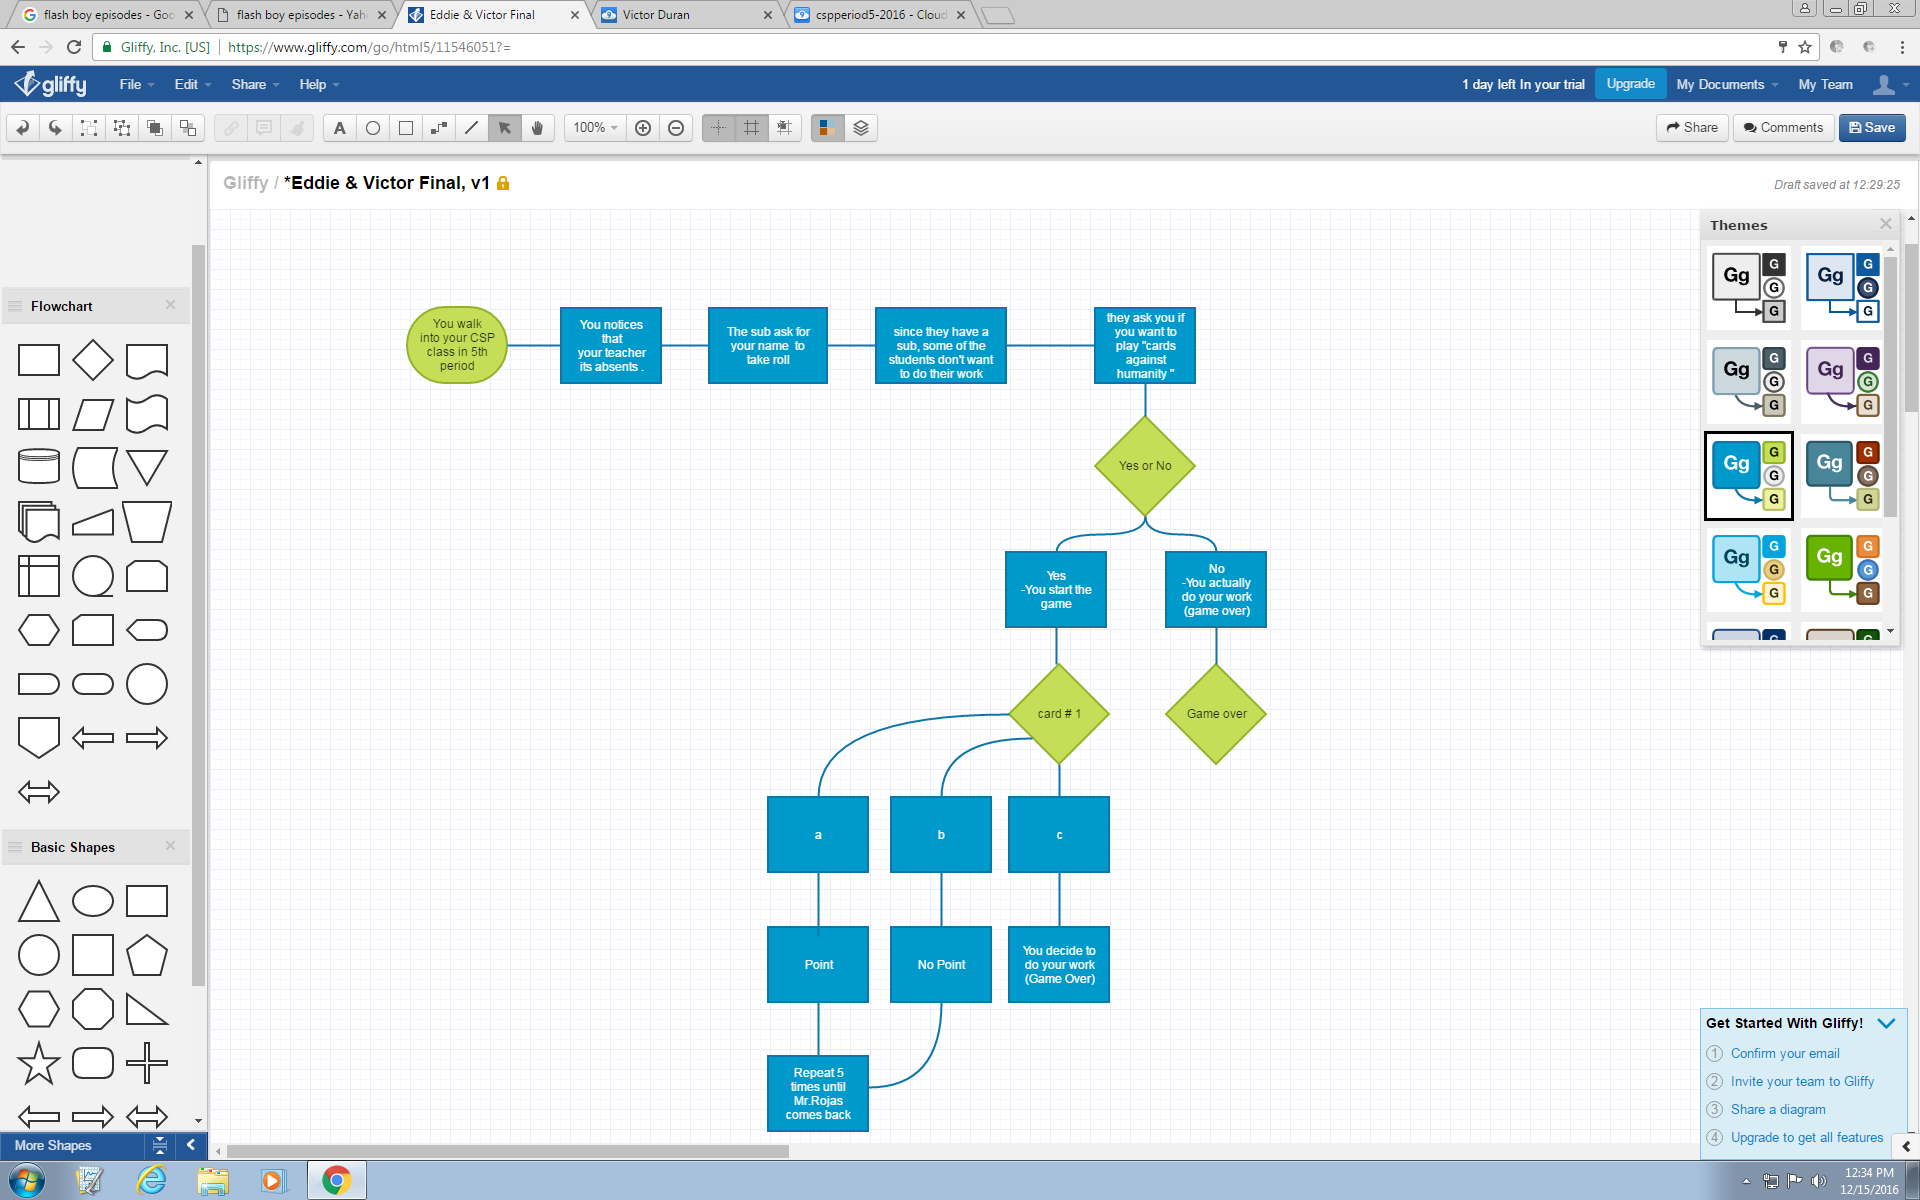 flash boy episodes - Goo
flash boy episodes - Yah
Eddie & Victor Final
Victor Duran
cspperiod5-2016 - Cloud
Gliffy, Inc. [US]
https://www.gliffy.com/go/html5/11546051?=
gliffy
File
Edit
Share
Help
1 day left In your trial
Upgrade
My Documents
My Team
A
100%
Share
Comments
Save
Gliffy / *Eddie & Victor Final, v1
Draft saved at 12:29:25
Flowchart
Basic Shapes
More Shapes
You walk
into your CSP
class in 5th
period
You notices
that
your teacher
its absents .
The sub ask for
your name to
take roll
since they have a
sub, some of the
students don't want
to do their work
they ask you if
you want to
play "cards
against
humanity "
Yes or No
Yes
-You start the
game
No
-You actually
do your work
(game over)
card # 1
Game over
a
b
c
Point
No Point
You decide to
do your work
(Game Over)
Repeat 5
times until
Mr.Rojas
comes back
Themes
Gg G G G
Gg G G G
Gg G G G
Gg G G G
Gg G G G
Gg G G G
Gg G G G
Gg G G G
Get Started With Gliffy!
1 Confirm your email
2 Invite your team to Gliffy
3 Share a diagram
4 Upgrade to get all features
12:34 PM
12/15/2016